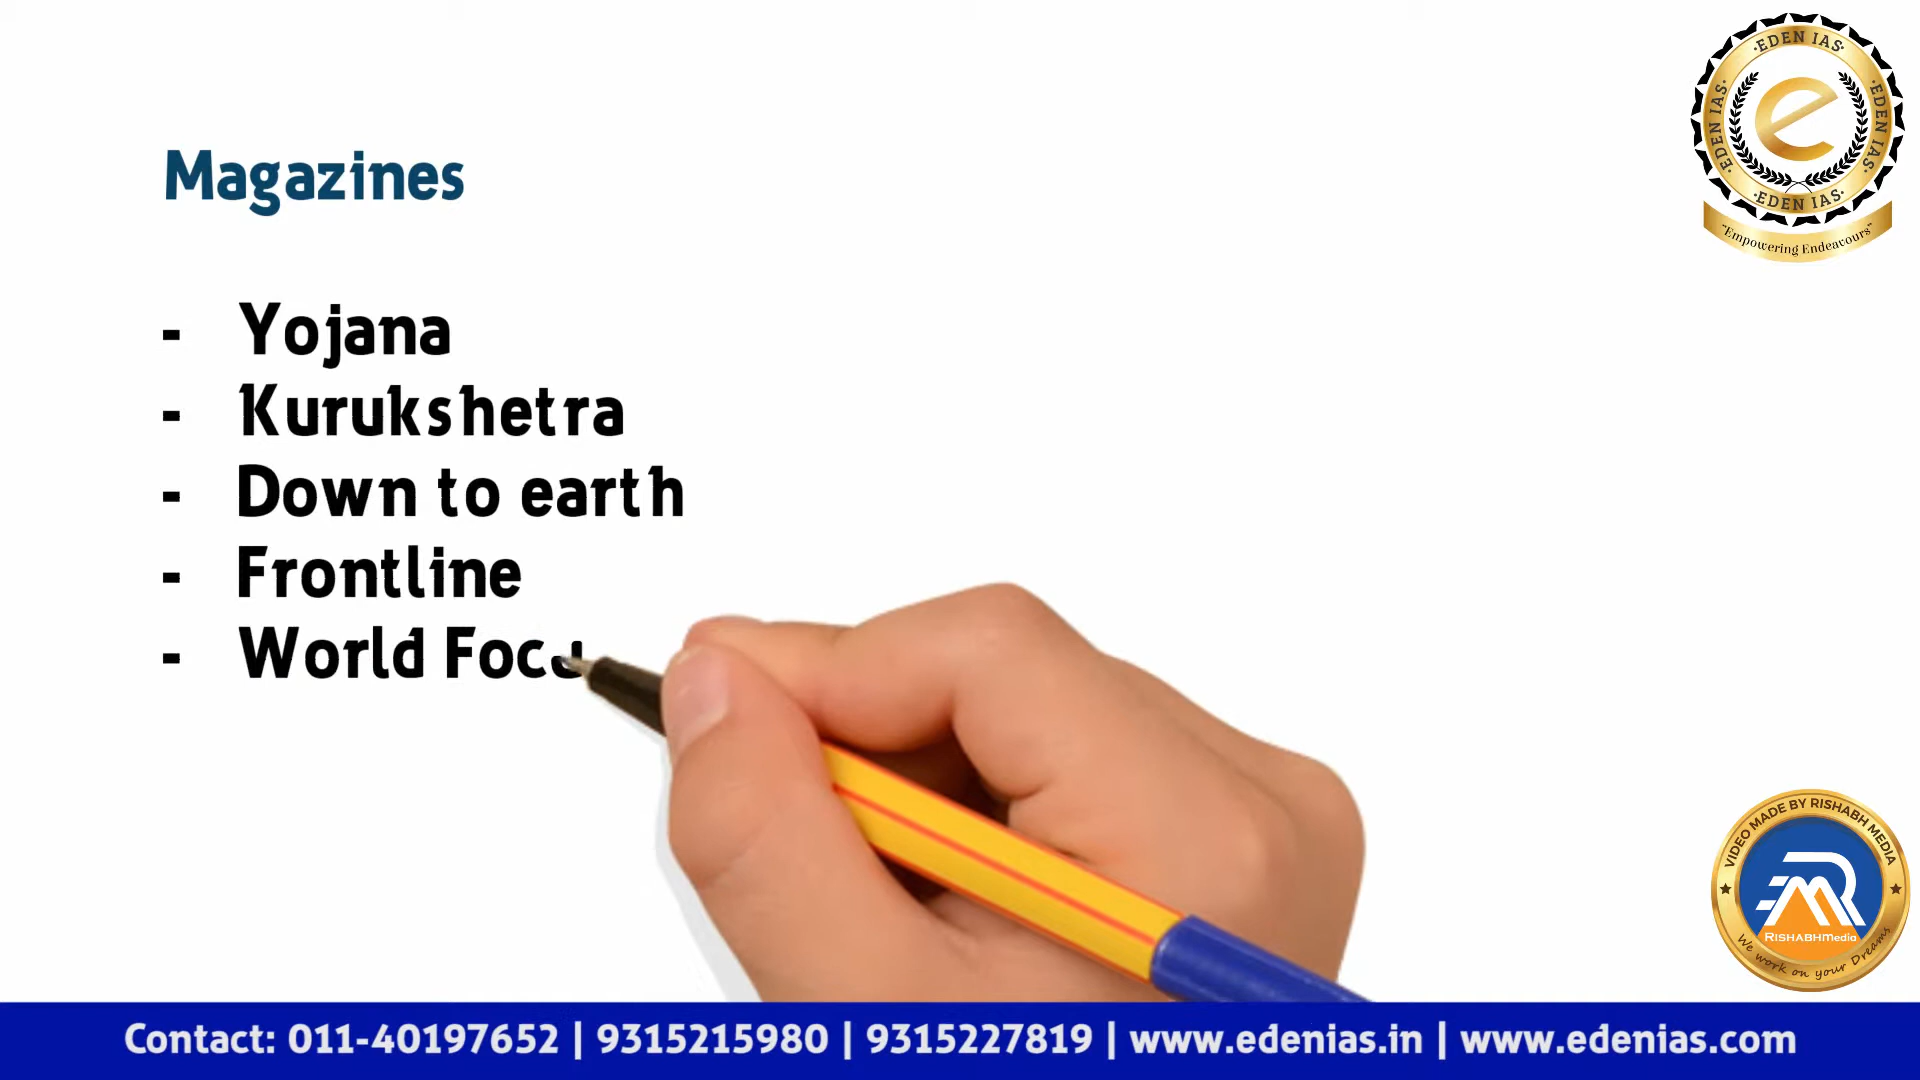 EDEN IAS
EDEN IAS
EDEN IAS
EDEN IAS
"Empowering Endeavours"
Magazines
- Yojana
- Kurukshetra
- Down to earth
- Frontline
- World Focu
VIDEO MADE BY RISHABH MEDIA
RISHABHMedia
We work on your Dreams
Contact: 011-40197652 | 9315215980 | 9315227819 | www.edenias.in | www.edenias.com